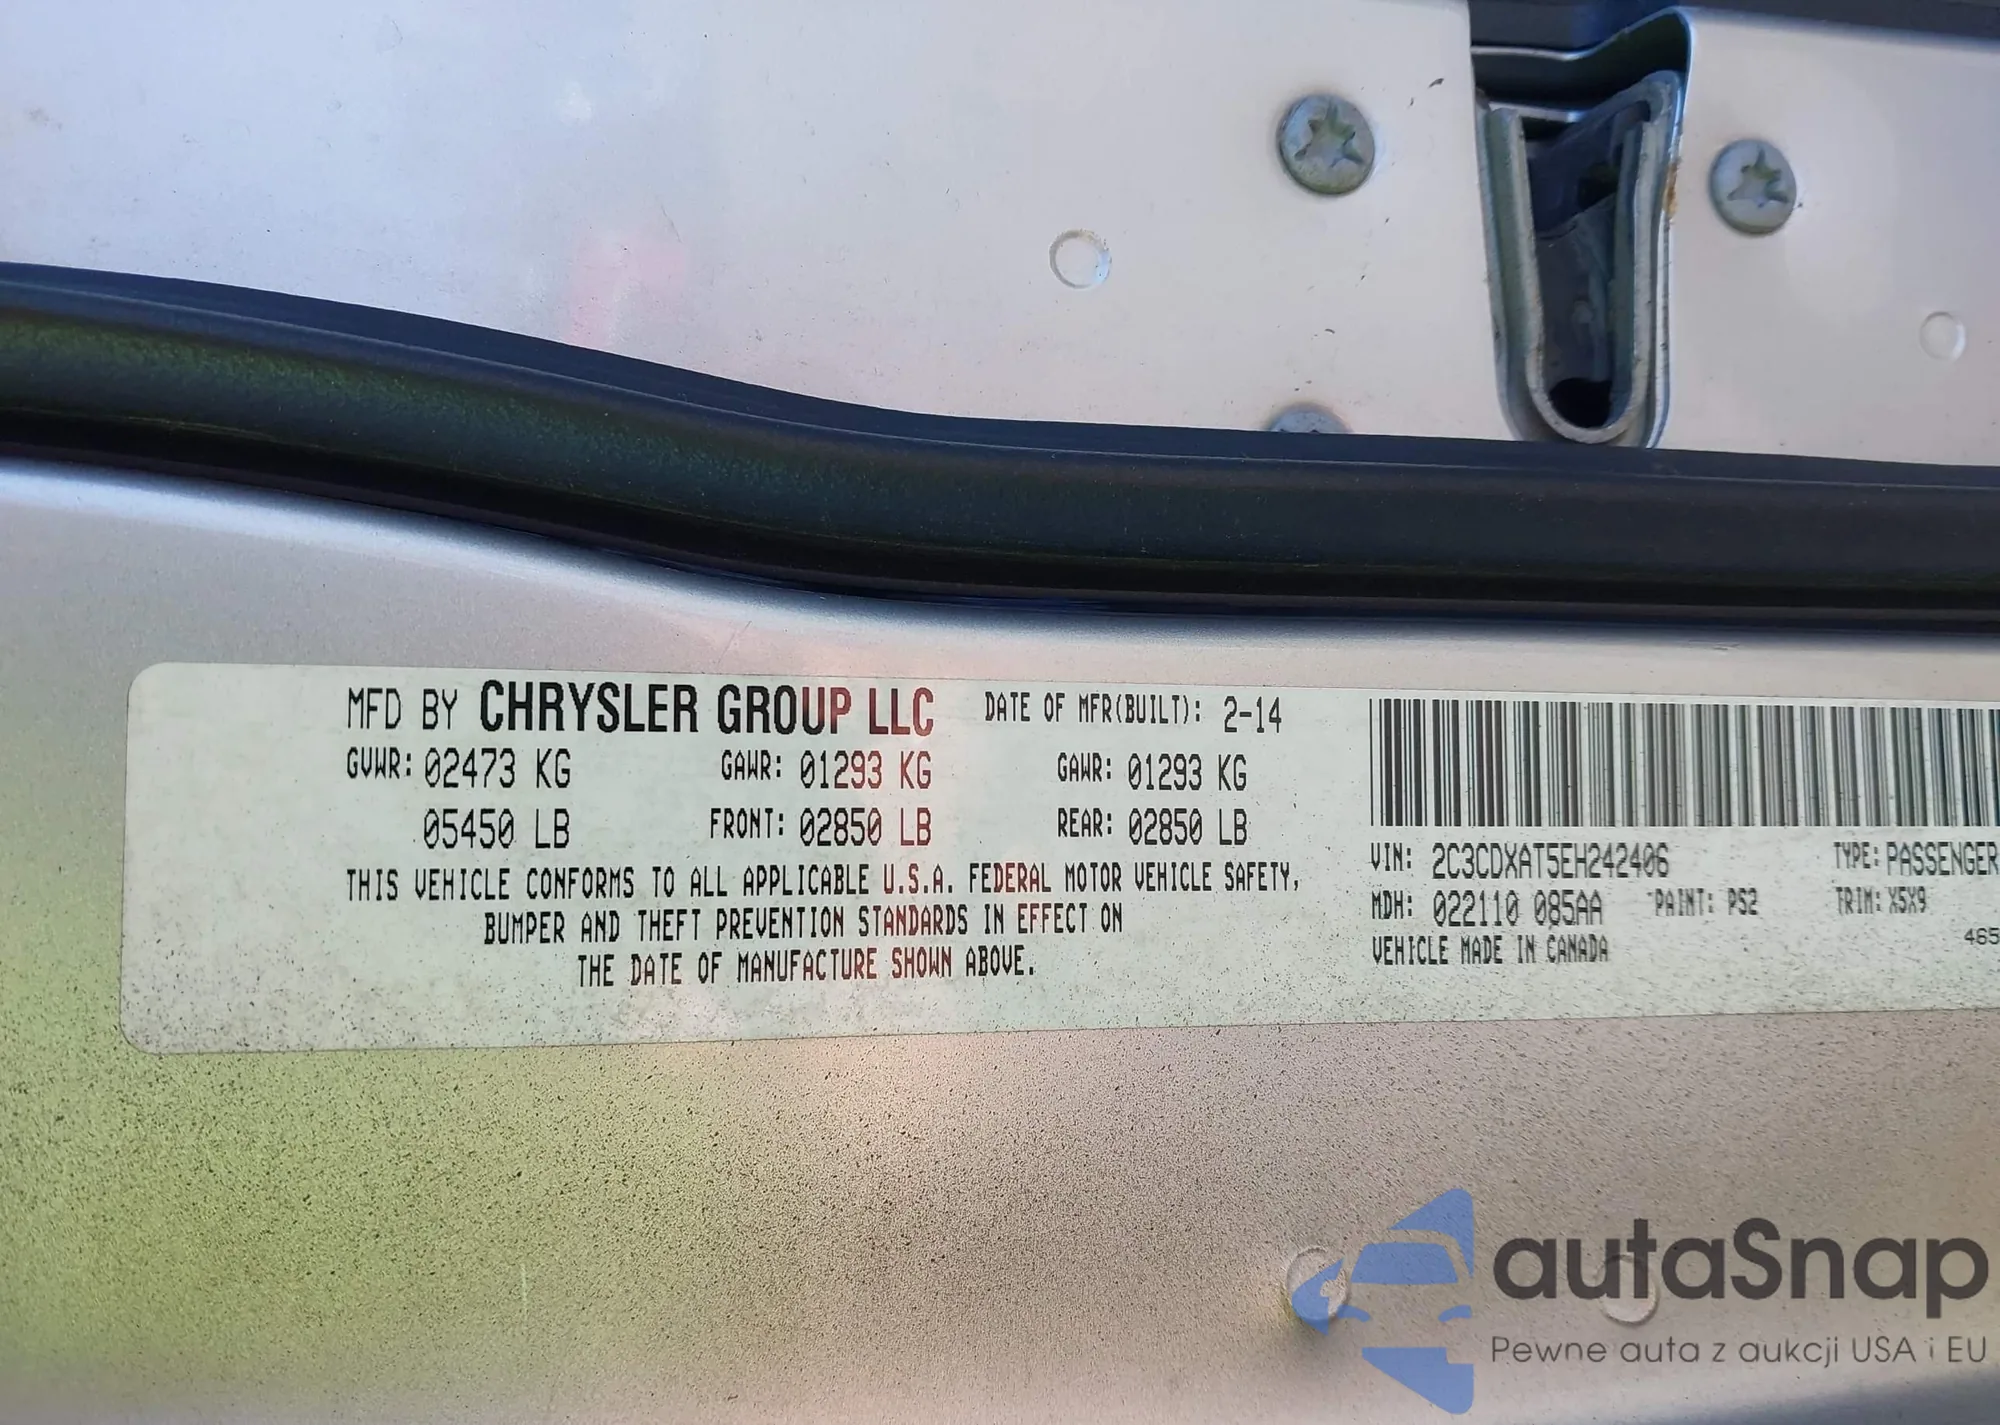 MFD BY CHRYSLER GROUP LLC DATE OF MFR(BUILT): 2-14
GVWR: 02473 KG GAWR: 01293 KG GAWR: 01293 KG
05450 LB FRONT: 02850 LB REAR: 02850 LB
THIS VEHICLE CONFORMS TO ALL APPLICABLE U.S.A. FEDERAL MOTOR VEHICLE SAFETY,
BUMPER AND THEFT PREVENTION STANDARDS IN EFFECT ON
THE DATE OF MANUFACTURE SHOWN ABOVE.
VIN: 2C3CDXAT5EH242406 TYPE: PASSENGER
MDH: 022110 085AA PAINT: PS2 TRIM: X5X9
VEHICLE MADE IN CANADA 465
autaSnap
Pewne auta z aukcji USA i EU